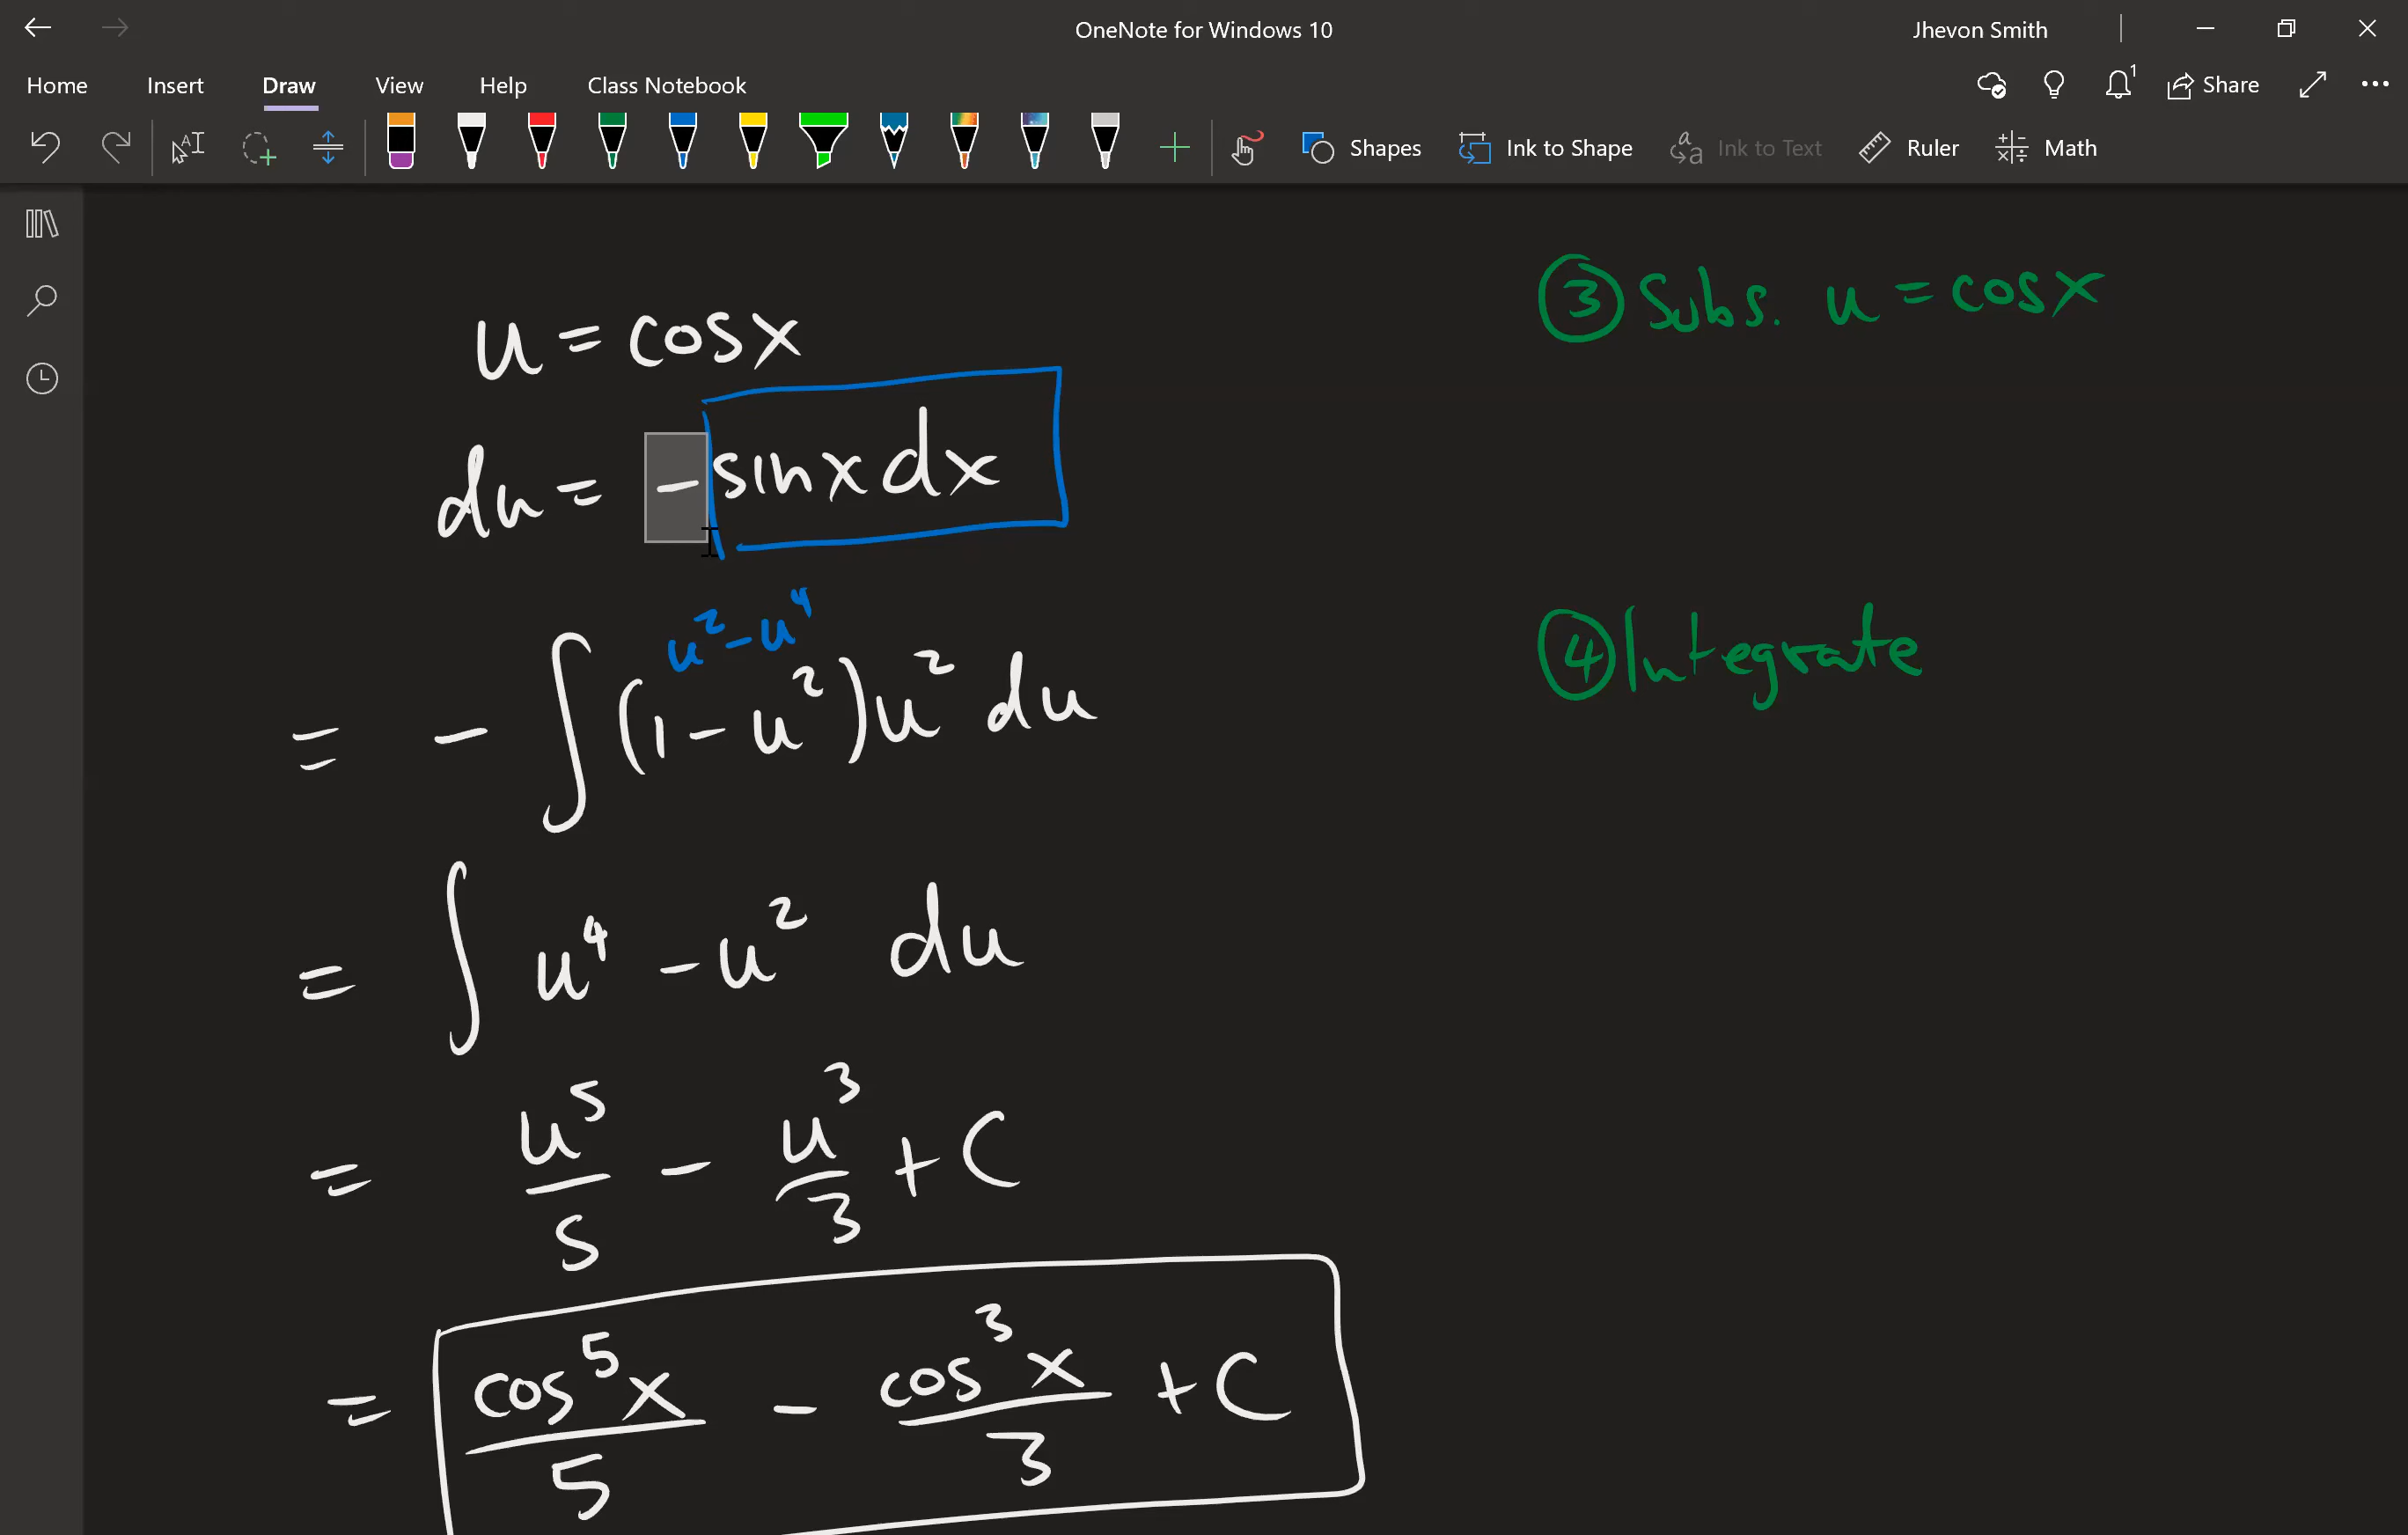 OneNote for Windows 10
Jhevon Smith
Home Insert Draw View Help Class Notebook
1
Share
Shapes Ink to Shape Ink to Text Ruler Math
③ Subs. u = cosx
u = cosx
du = - sinx dx
u² - u⁴
④ Integrate
= - ∫ (1 - u²) u² du
= ∫ u⁴ - u² du
= u⁵/5 - u³/3 + C
= cos⁵x/5 - cos³x/3 + C